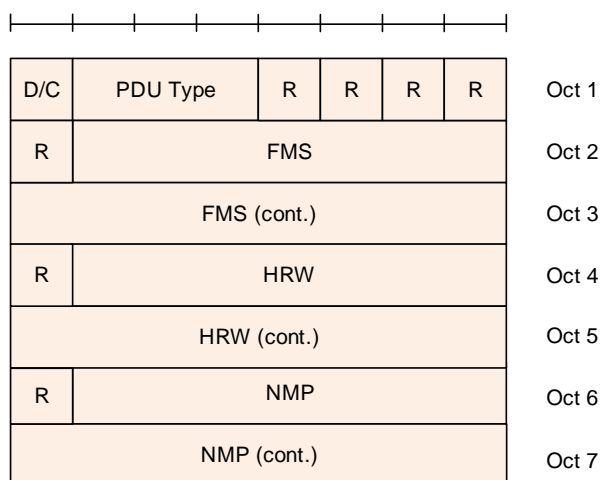 D/C PDU Type R R R R Oct 1
R FMS Oct 2
FMS (cont.) Oct 3
R HRW Oct 4
HRW (cont.) Oct 5
R NMP Oct 6
NMP (cont.) Oct 7